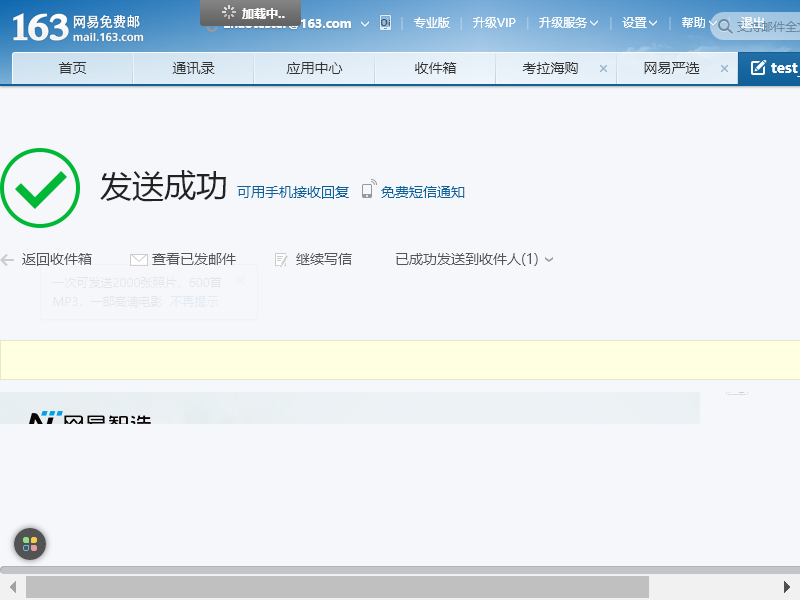 163 网易免费邮
mail.163.com
加载中..
163.com
专业版
升级VIP
升级服务
设置
帮助
退出
支持邮件全文
首页
通讯录
应用中心
收件箱
考拉海购
网易严选
test_
发送成功 可用手机接收回复 免费短信通知
返回收件箱
查看已发邮件
继续写信
已成功发送到收件人(1)
一次可发送2000张照片、600首
MP3、一部高清电影 不再提示
网易智造